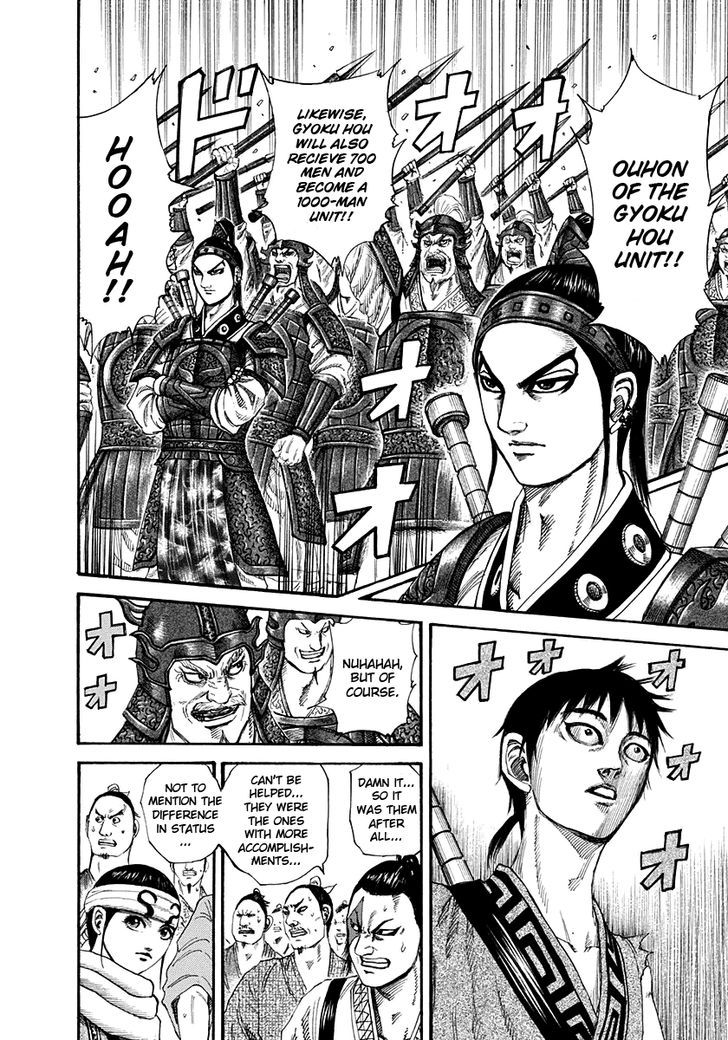 OUHON
OF THE
GYOKU
HOU
UNIT!!
オオ
LIKEWISE,
GYOKU HOU
WILL ALSO
RECIEVE 700
MEN AND
BECOME A
1000-MAN
UNIT!!
ド
HOOAH!!
オ
オ
NUHAHAH,
BUT OF
COURSE.
オ
オ
オ
オ
オ
オ
DAMN IT...
SO IT
WAS THEM
AFTER
ALL...
CAN'T BE
HELPED...
THEY WERE
THE ONES
WITH MORE
ACCOMPLISH-
MENTS...
NOT TO
MENTION THE
DIFFERENCE
IN STATUS
...